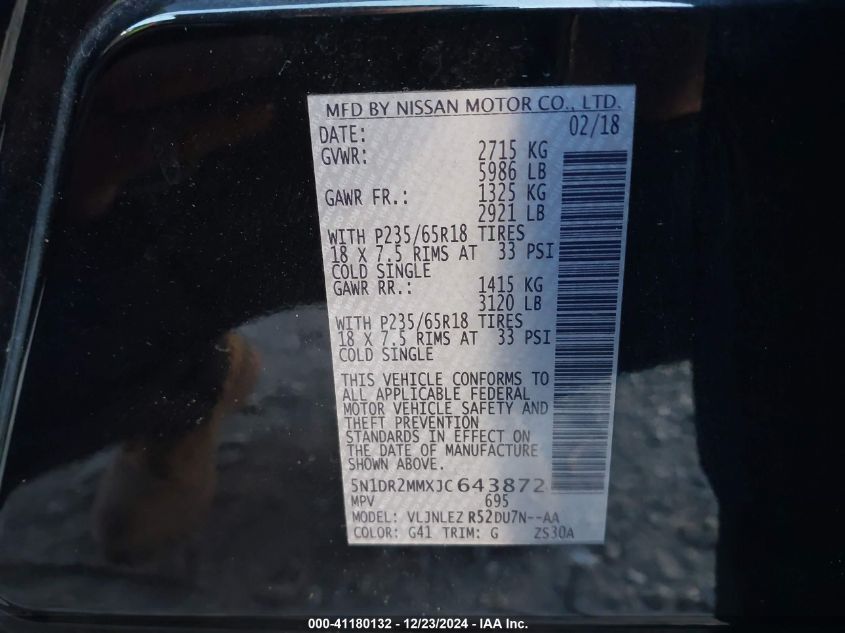 MFD BY NISSAN MOTOR CO., LTD.
DATE: 02/18
GVWR: 2715 KG
5986 LB
GAWR FR.: 1325 KG
2921 LB
WITH P235/65R18 TIRES
18 X 7.5 RIMS AT 33 PSI
COLD SINGLE
GAWR RR.: 1415 KG
3120 LB
WITH P235/65R18 TIRES
18 X 7.5 RIMS AT 33 PSI
COLD SINGLE
THIS VEHICLE CONFORMS TO
ALL APPLICABLE FEDERAL
MOTOR VEHICLE SAFETY AND
THEFT PREVENTION
STANDARDS IN EFFECT ON
THE DATE OF MANUFACTURE
SHOWN ABOVE.
5N1DR2MMXJC643872
MPV 695
MODEL: VLJNLEZ R52DU7N--AA
COLOR: G41 TRIM: G ZS30A
000-41180132 - 12/23/2024 - IAA Inc.